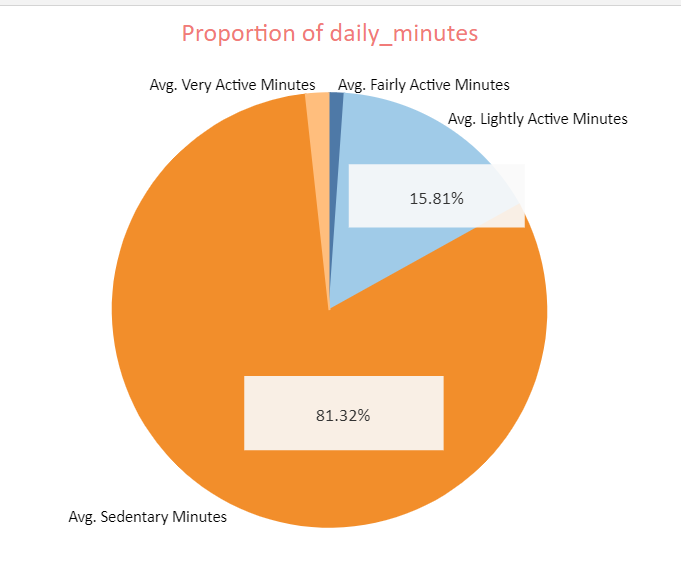 Proportion of daily_minutes
Avg. Very Active Minutes
Avg. Fairly Active Minutes
Avg. Lightly Active Minutes
15.81%
81.32%
Avg. Sedentary Minutes